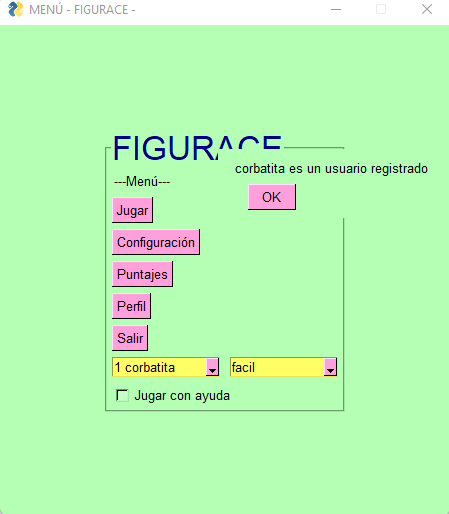 MENÚ - FIGURACE -
FIGURACE
corbatita es un usuario registrado
---Menú---
OK
Jugar
Configuración
Puntajes
Perfil
Salir
1 corbatita
facil
Jugar con ayuda